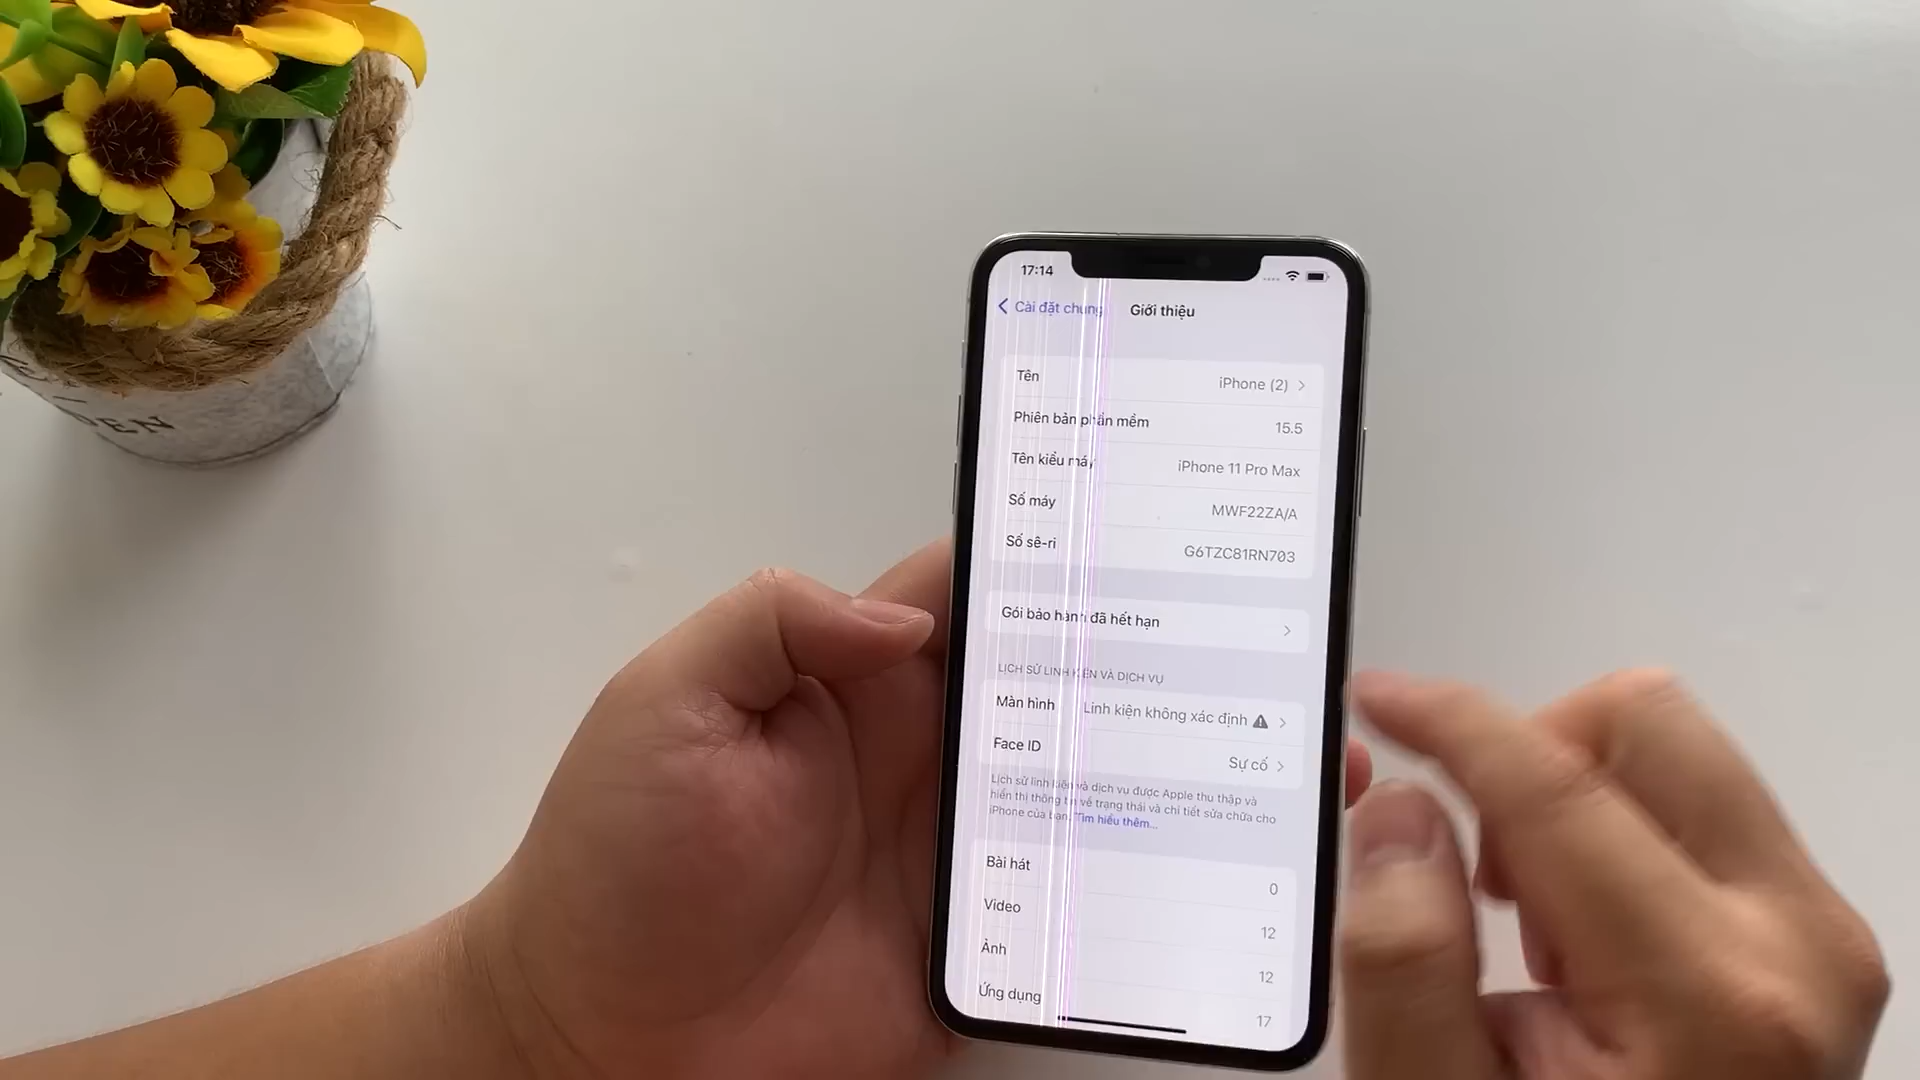 17:14
Cài đặt chung Giới thiệu
Tên iPhone (2)
Phiên bản phần mềm 15.5
Tên kiểu máy iPhone 11 Pro Max
Số máy MWF22ZA/A
Số sê-ri G6TZC81RN703
Gói bảo hành đã hết hạn
LỊCH SỬ LINH KIỆN VÀ DỊCH VỤ
Màn hình Linh kiện không xác định
Face ID Sự cố
Lịch sử linh kiện và dịch vụ được Apple thu thập và
hiển thị thông tin về trạng thái và chi tiết sửa chữa cho
iPhone của bạn. Tìm hiểu thêm...
Bài hát 0
Video 12
Ảnh 12
Ứng dụng 17